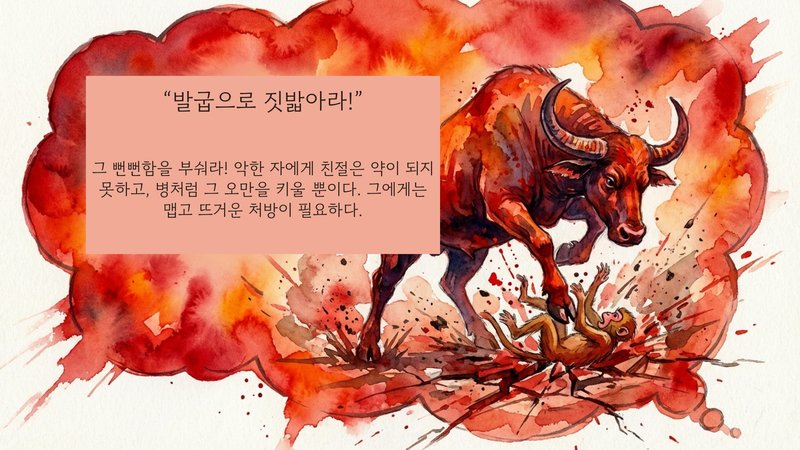 “발굽으로 짓밟아라!”
그 뻔뻔함을 부숴라! 악한 자에게 친절은 약이 되지
못하고, 병처럼 그 오만을 키울 뿐이다. 그에게는
맵고 뜨거운 처방이 필요하다.